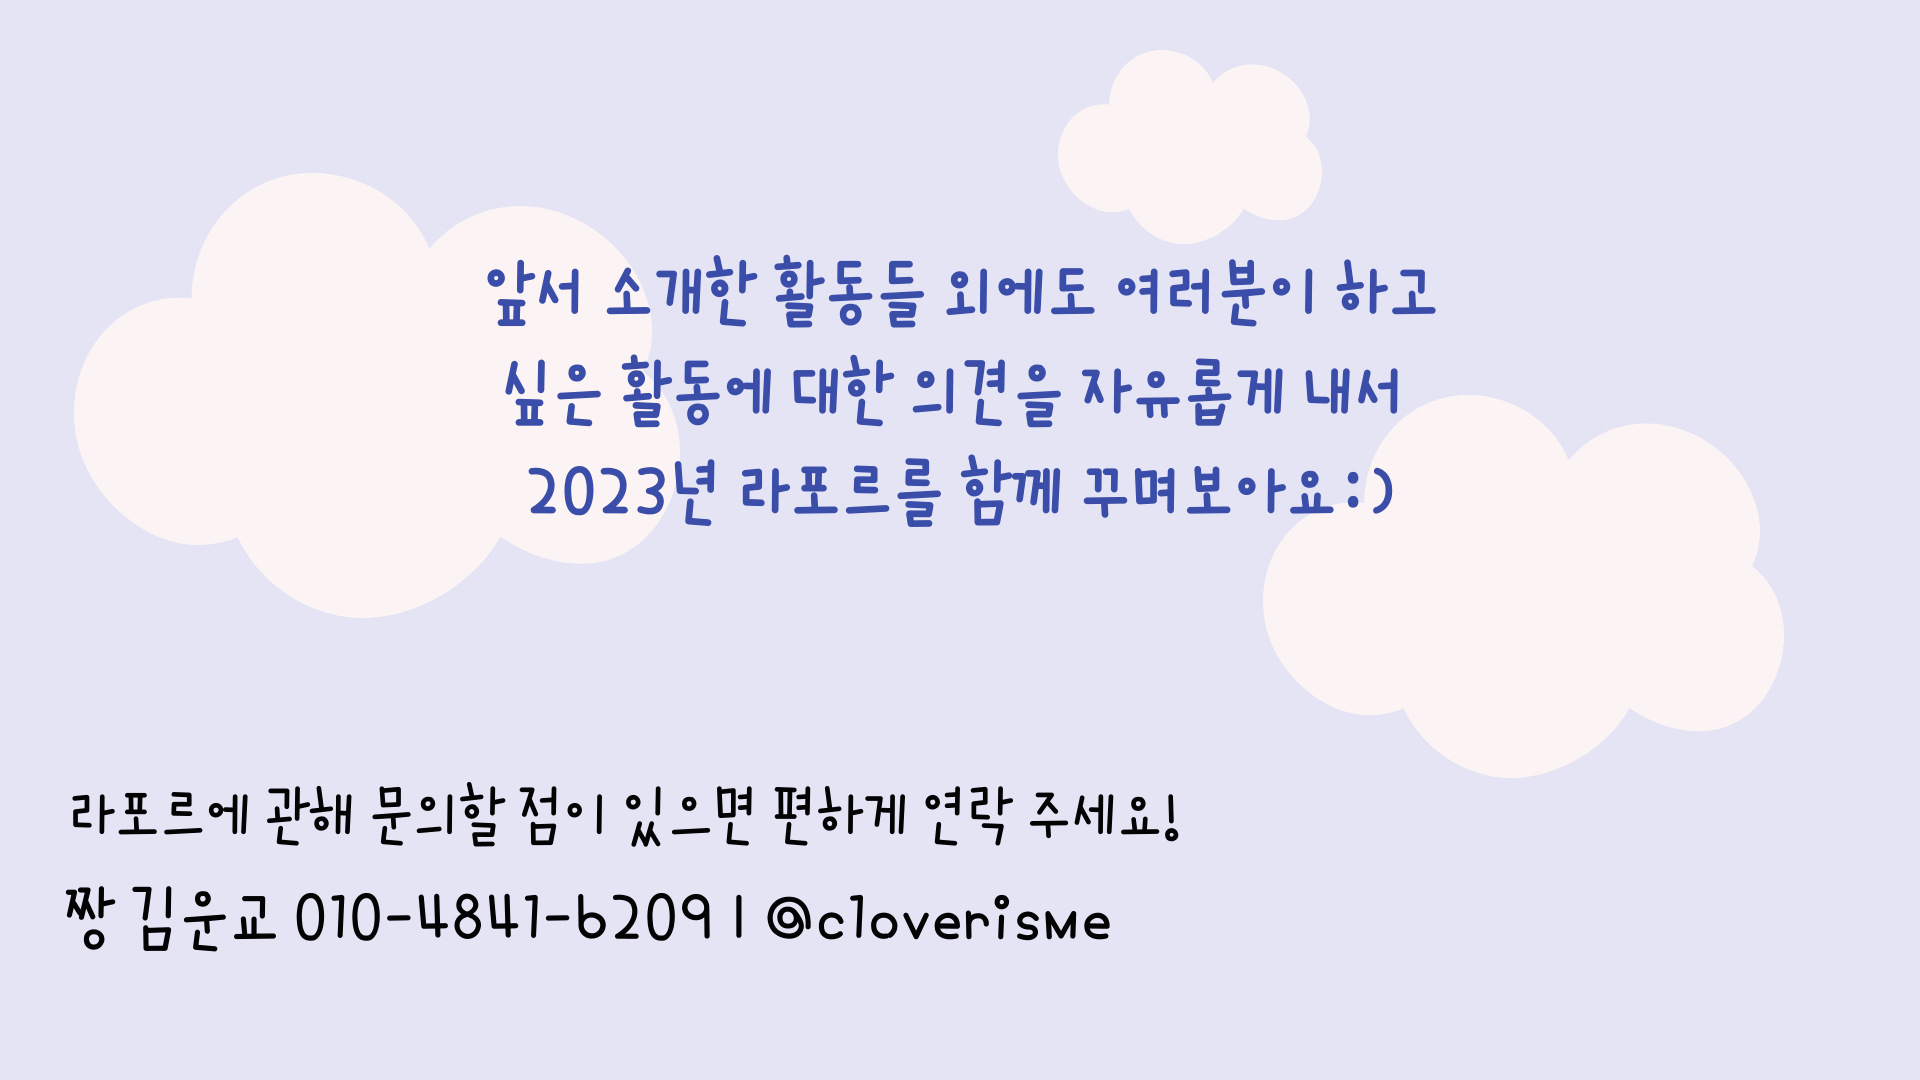 앞서 소개한 활동들 외에도 여러분이 하고
싶은 활동에 대한 의견을 자유롭게 내서
2023년 라포르를 함께 꾸며보아요:)
라포르에 관해 문의할 점이 있으면 편하게 연락 주세요!
짱 김운교 010-4841-6209 | @cloverisme